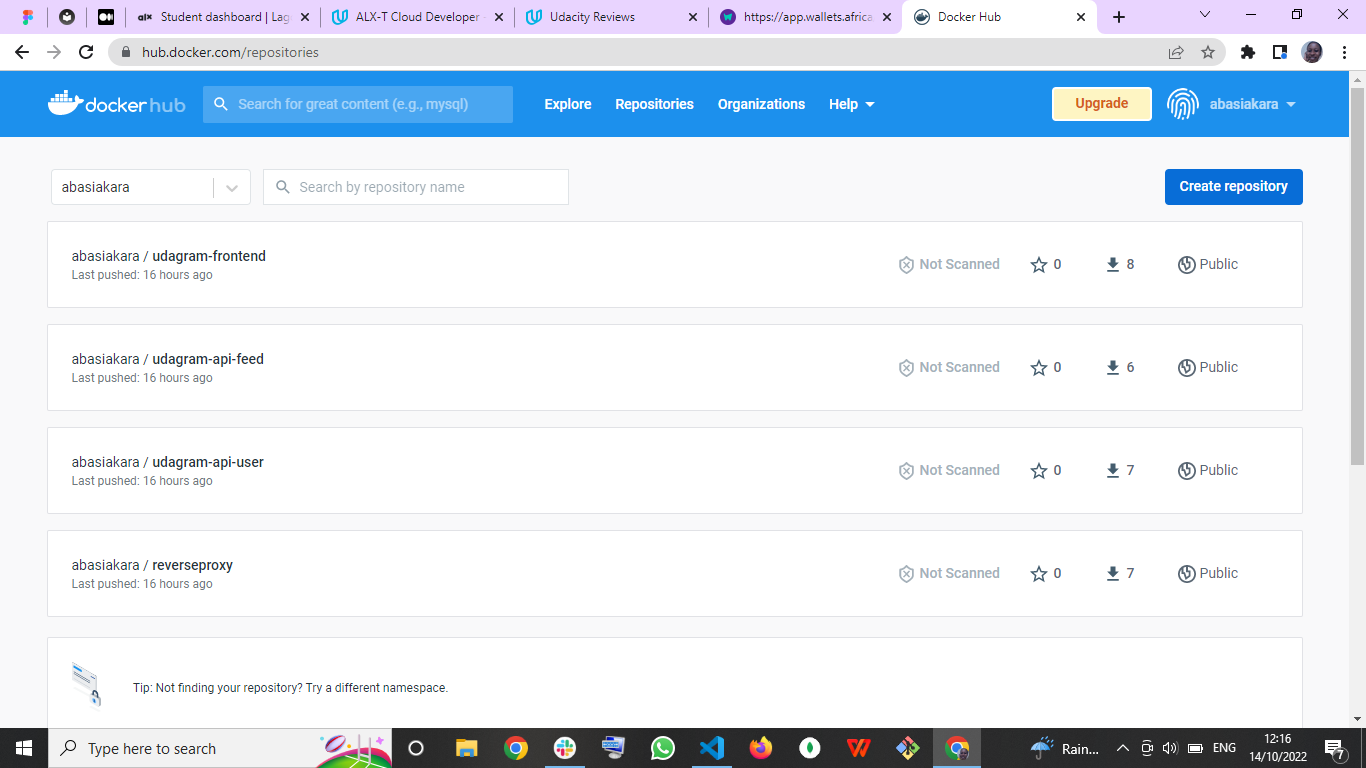 alx Student dashboard | Lag
ALX-T Cloud Developer
Udacity Reviews
https://app.wallets.africa
Docker Hub
hub.docker.com/repositories
docker hub
Search for great content (e.g., mysql)
Explore
Repositories
Organizations
Help
Upgrade
abasiakara
abasiakara
Search by repository name
Create repository
abasiakara / udagram-frontend
Last pushed: 16 hours ago
Not Scanned
0
8
Public
abasiakara / udagram-api-feed
Last pushed: 16 hours ago
Not Scanned
0
6
Public
abasiakara / udagram-api-user
Last pushed: 16 hours ago
Not Scanned
0
7
Public
abasiakara / reverseproxy
Last pushed: 16 hours ago
Not Scanned
0
7
Public
Tip: Not finding your repository? Try a different namespace.
Type here to search
Rain...
ENG
12:16
14/10/2022
7